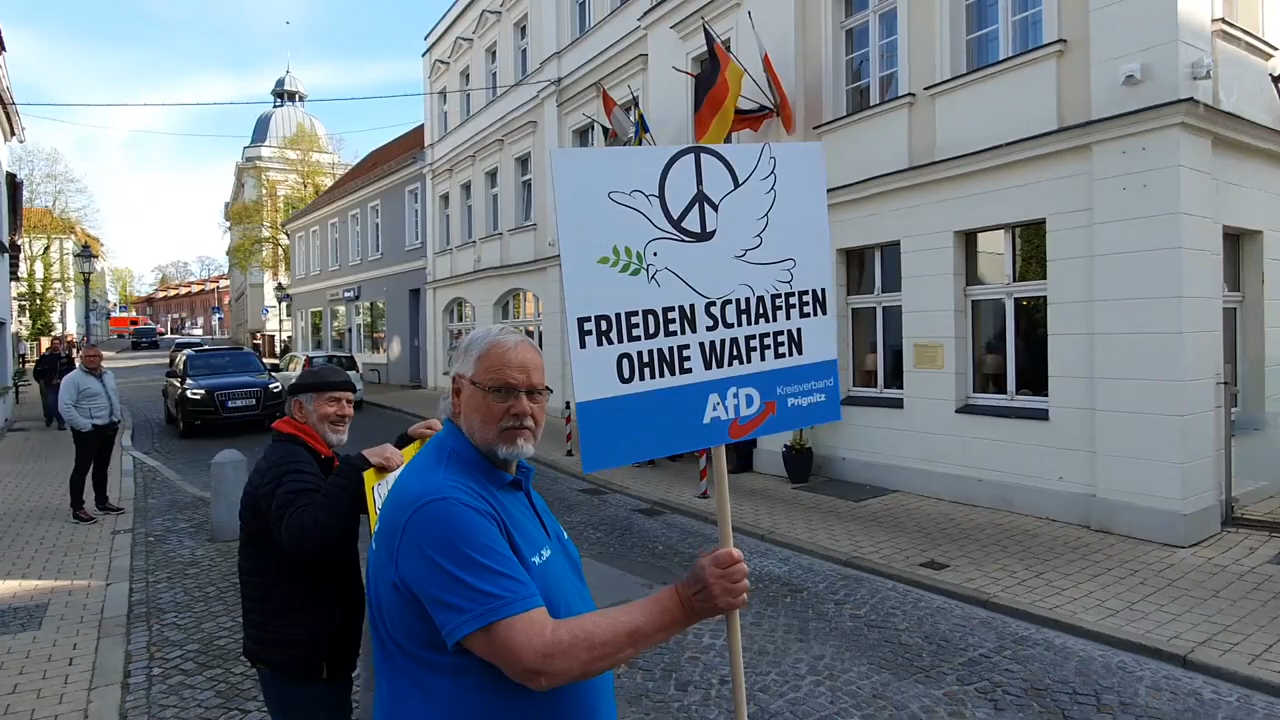 FRIEDEN SCHAFFEN
OHNE WAFFEN
AfD
Kreisverband
Prignitz